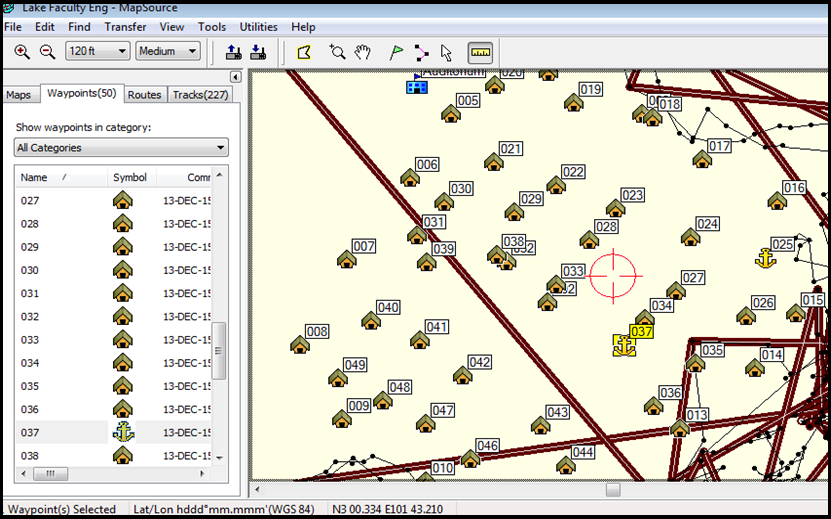 Lake Faculty Eng - MapSource
File Edit Find Transfer View Tools Utilities Help
120 ft Medium
Maps Waypoints(50) Routes Tracks(227)
Show waypoints in category:
All Categories
Name / Symbol Comm
027 13-DEC-15
028 13-DEC-15
029 13-DEC-15
030 13-DEC-15
031 13-DEC-15
032 13-DEC-15
033 13-DEC-15
034 13-DEC-15
035 13-DEC-15
036 13-DEC-15
037 13-DEC-15
038 13-DEC-15
Auditorium 020
005 019 018
021 017
006 022 016
030 029 023
031 028 024
007 039 038 025
033 027
040 034 026 015
008 041 037
049 042 035 014
009 048 036
047 043 013
010 046 044
Waypoint(s) Selected Lat/Lon hddd°mm.mmm'(WGS 84) N3 00.334 E101 43.210